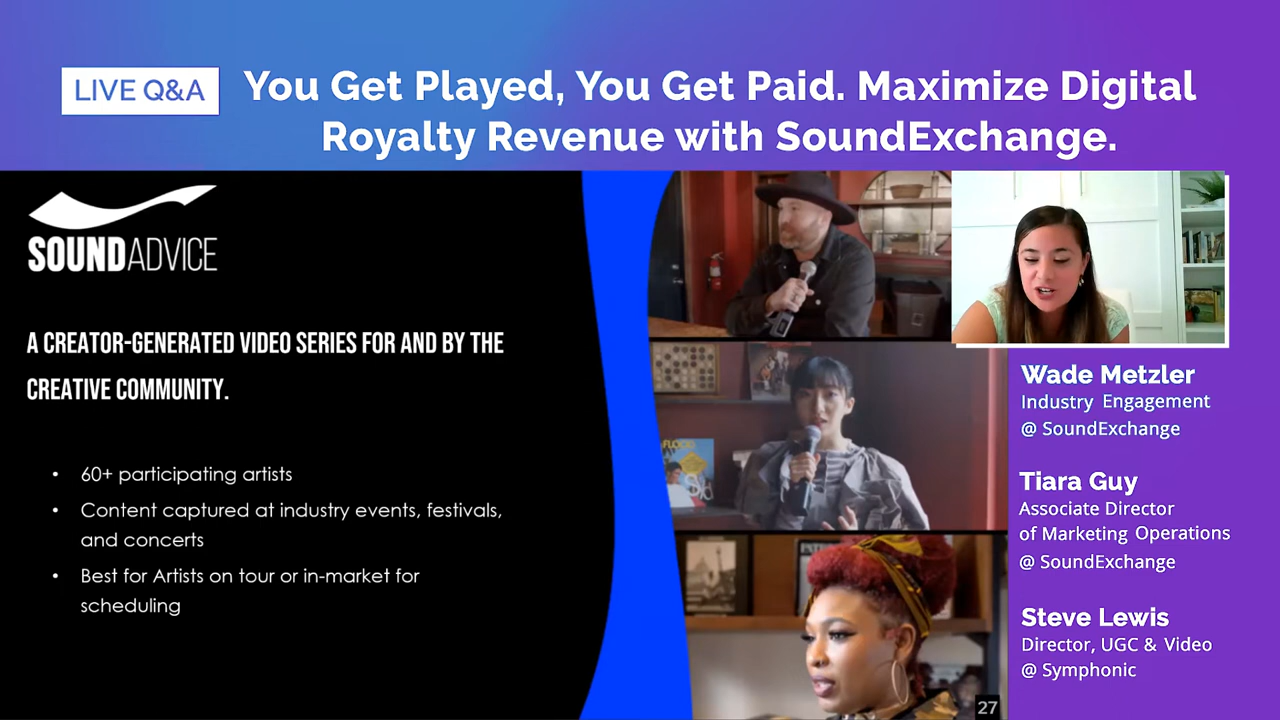 LIVE Q&A
You Get Played, You Get Paid. Maximize Digital
Royalty Revenue with SoundExchange.
SOUNDADVICE
A CREATOR-GENERATED VIDEO SERIES FOR AND BY THE
CREATIVE COMMUNITY.
• 60+ participating artists
• Content captured at industry events, festivals,
and concerts
• Best for Artists on tour or in-market for
scheduling
FLOOD
27
Wade Metzler
Industry Engagement
@ SoundExchange
Tiara Guy
Associate Director
of Marketing Operations
@ SoundExchange
Steve Lewis
Director, UGC & Video
@ Symphonic